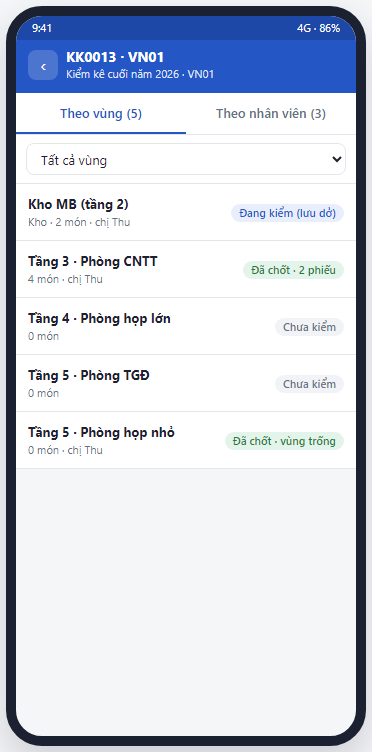 9:41
4G · 86%
‹
KK0013 · VN01
Kiểm kê cuối năm 2026 · VN01
Theo vùng (5)
Theo nhân viên (3)
Tất cả vùng
Kho MB (tầng 2)
Đang kiểm (lưu dở)
Kho · 2 món · chị Thu
Tầng 3 · Phòng CNTT
Đã chốt · 2 phiếu
4 món · chị Thu
Tầng 4 · Phòng họp lớn
Chưa kiểm
0 món
Tầng 5 · Phòng TGĐ
Chưa kiểm
0 món
Tầng 5 · Phòng họp nhỏ
Đã chốt · vùng trống
0 món · chị Thu